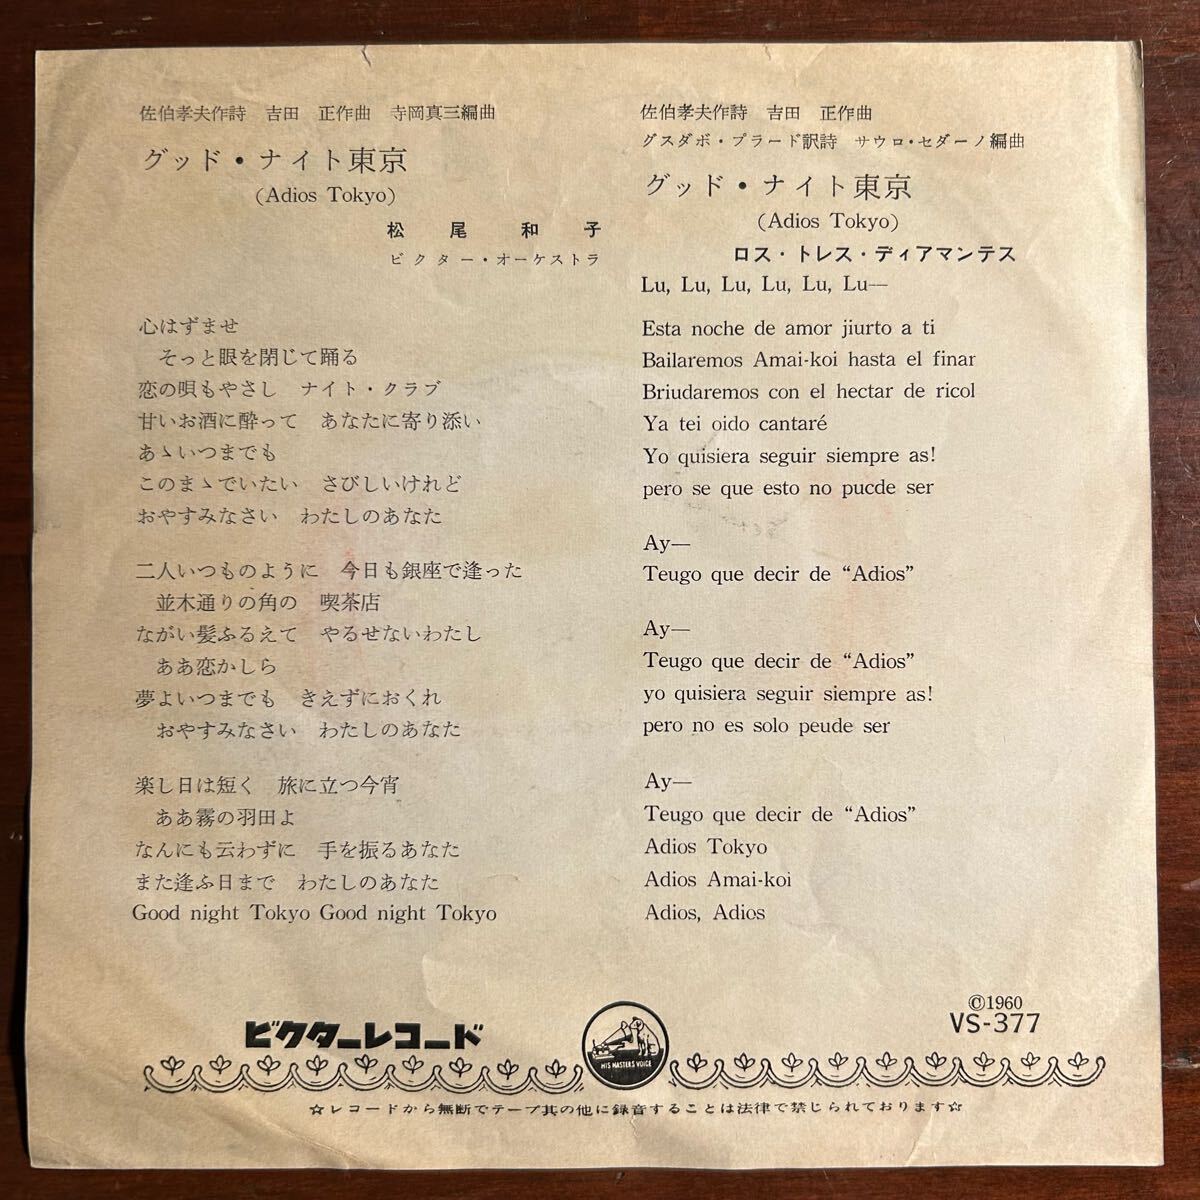 佐伯孝夫作詩　吉田　正作曲　寺岡真三編曲
グッド・ナイト東京
(Adios Tokyo)
松尾和子
ビクター・オーケストラ
心はずませ
そっと眼を閉じて踊る
恋の唄もやさし　ナイト・クラブ
甘いお酒に酔って　あなたに寄り添い
あゝいつまでも
このまゝでいたい　さびしいけれど
おやすみなさい　わたしのあなた
二人いつものように　今日も銀座で逢った
並木通りの角の　喫茶店
ながい髪ふるえて　やるせないわたし
ああ恋かしら
夢よいつまでも　きえずにおくれ
おやすみなさい　わたしのあなた
楽し日は短く　旅に立つ今宵
ああ霧の羽田よ
なんにも云わずに　手を振るあなた
また逢ふ日まで　わたしのあなた
Good night Tokyo Good night Tokyo
佐伯孝夫作詩　吉田　正作曲
グスダボ・プラード訳詩　サウロ・セダーノ編曲
グッド・ナイト東京
(Adios Tokyo)
ロス・トレス・ディアマンテス
Lu, Lu, Lu, Lu, Lu, Lu—
Esta noche de amor jiurto a ti
Bailaremos Amai-koi hasta el finar
Briudaremos con el hectar de ricol
Ya tei oido cantaré
Yo quisiera seguir siempre as!
pero se que esto no pucde ser
Ay—
Teugo que decir de “Adios”
Ay—
Teugo que decir de “Adios”
yo quisiera seguir siempre as!
pero no es solo peude ser
Ay—
Teugo que decir de “Adios”
Adios Tokyo
Adios Amai-koi
Adios, Adios
©1960
VS-377
ビクターレコード
HIS MASTERS VOICE
☆レコードから無断でテープ其の他に録音することは法律で禁じられております☆